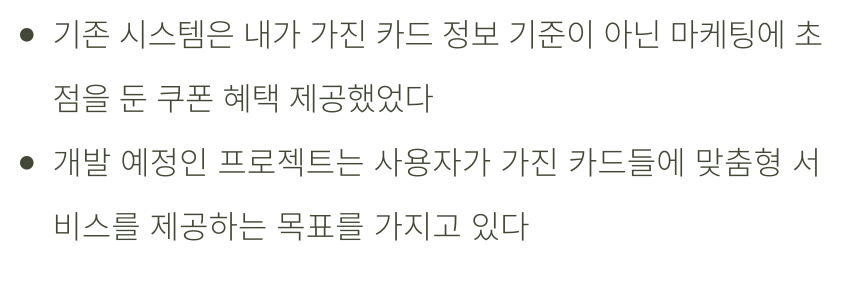 ● 기존 시스템은 내가 가진 카드 정보 기준이 아닌 마케팅에 초
점을 둔 쿠폰 혜택 제공했었다
● 개발 예정인 프로젝트는 사용자가 가진 카드들에 맞춤형 서
비스를 제공하는 목표를 가지고 있다